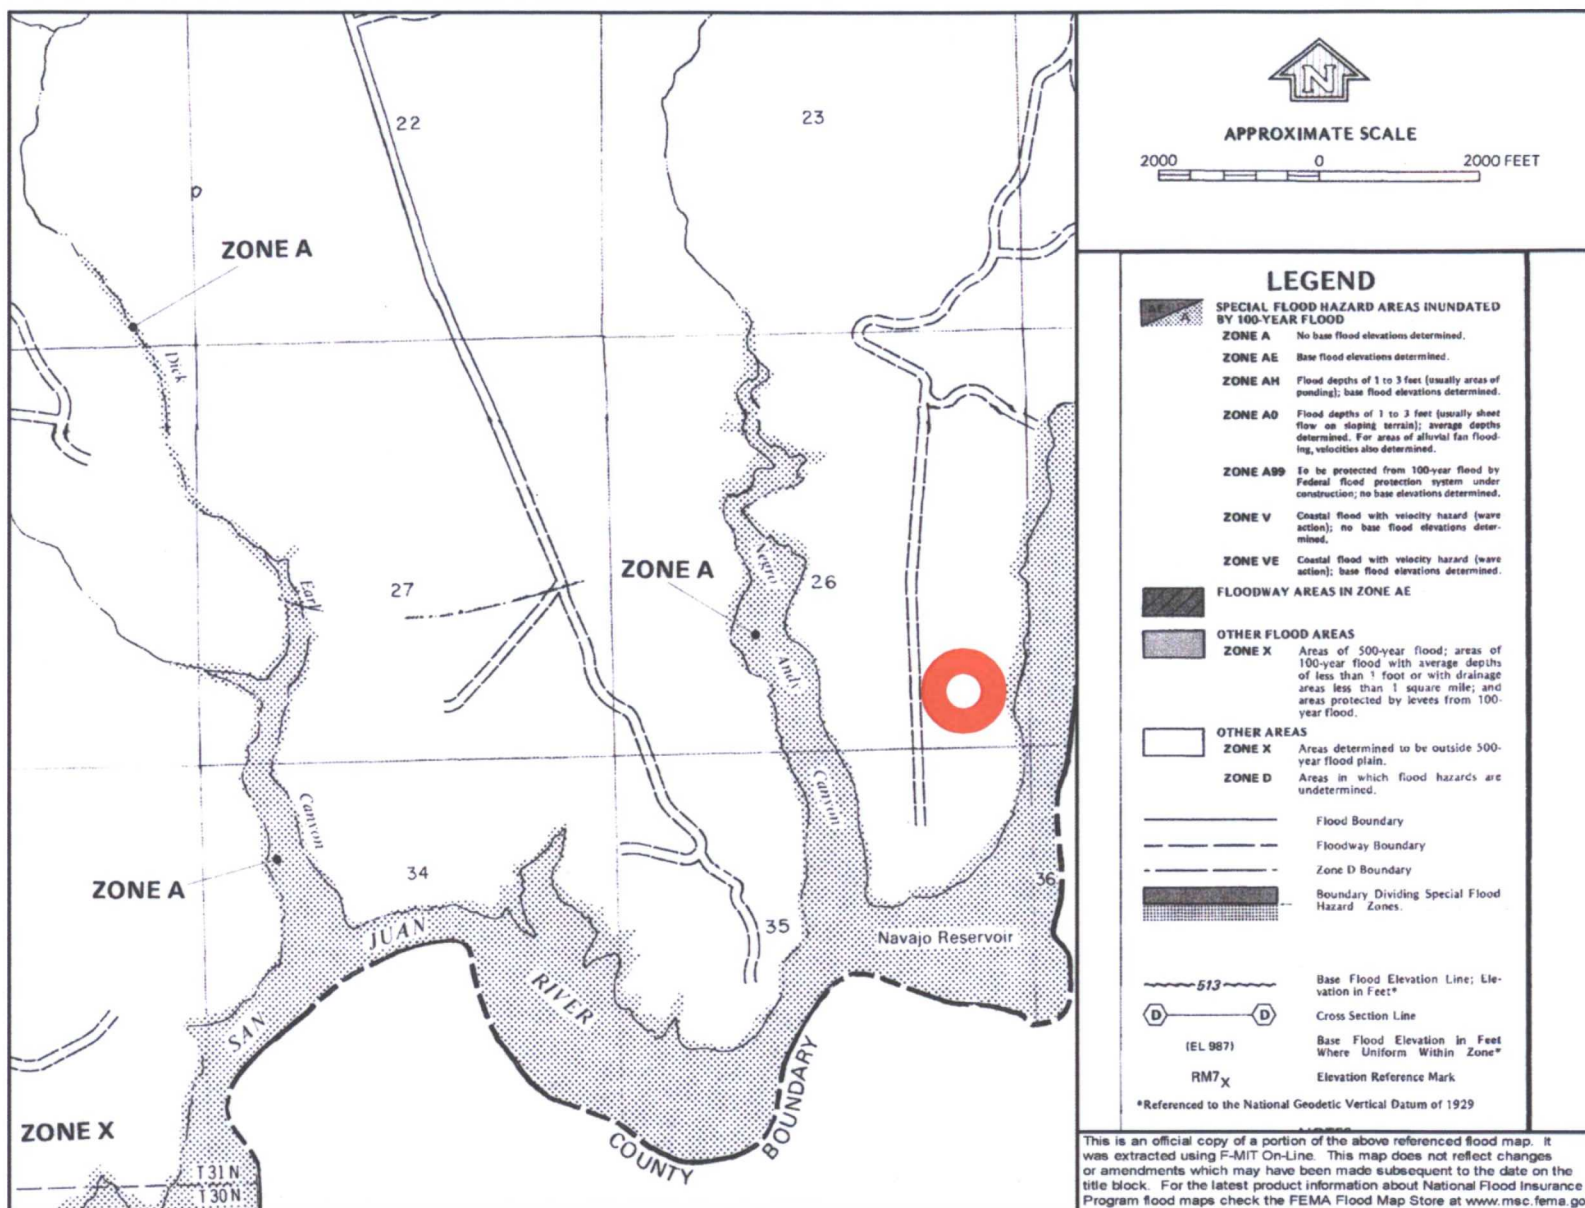 22
23
ZONE A
Dick
Early
27
ZONE A
Negro
26
Andy
Canyon
Canyon
ZONE A
34
35
36
JUAN
Navajo Reservoir
SAN
RIVER
COUNTY BOUNDARY
ZONE X
T31N
T30N
N
APPROXIMATE SCALE
2000 0 2000 FEET
LEGEND
AE
A
SPECIAL FLOOD HAZARD AREAS INUNDATED
BY 100-YEAR FLOOD
ZONE A No base flood elevations determined.
ZONE AE Base flood elevations determined.
ZONE AH Flood depths of 1 to 3 feet (usually areas of
ponding); base flood elevations determined.
ZONE A0 Flood depths of 1 to 3 feet (usually sheet
flow on sloping terrain); average depths
determined. For areas of alluvial fan flood-
ing, velocities also determined.
ZONE A99 To be protected from 100-year flood by
Federal flood protection system under
construction; no base elevations determined.
ZONE V Coastal flood with velocity hazard (wave
action); no base flood elevations deter-
mined.
ZONE VE Coastal flood with velocity hazard (wave
action); base flood elevations determined.
FLOODWAY AREAS IN ZONE AE
OTHER FLOOD AREAS
ZONE X Areas of 500-year flood; areas of
100-year flood with average depths
of less than 1 foot or with drainage
areas less than 1 square mile; and
areas protected by levees from 100-
year flood.
OTHER AREAS
ZONE X Areas determined to be outside 500-
year flood plain.
ZONE D Areas in which flood hazards are
undetermined.
Flood Boundary
Floodway Boundary
Zone D Boundary
Boundary Dividing Special Flood
Hazard Zones.
513 Base Flood Elevation Line; Ele-
vation in Feet*
D D Cross Section Line
(EL 987) Base Flood Elevation in Feet
Where Uniform Within Zone*
RM7X Elevation Reference Mark
*Referenced to the National Geodetic Vertical Datum of 1929
This is an official copy of a portion of the above referenced flood map. It
was extracted using F-MIT On-Line. This map does not reflect changes
or amendments which may have been made subsequent to the date on the
title block. For the latest product information about National Flood Insurance
Program flood maps check the FEMA Flood Map Store at www.msc.fema.go